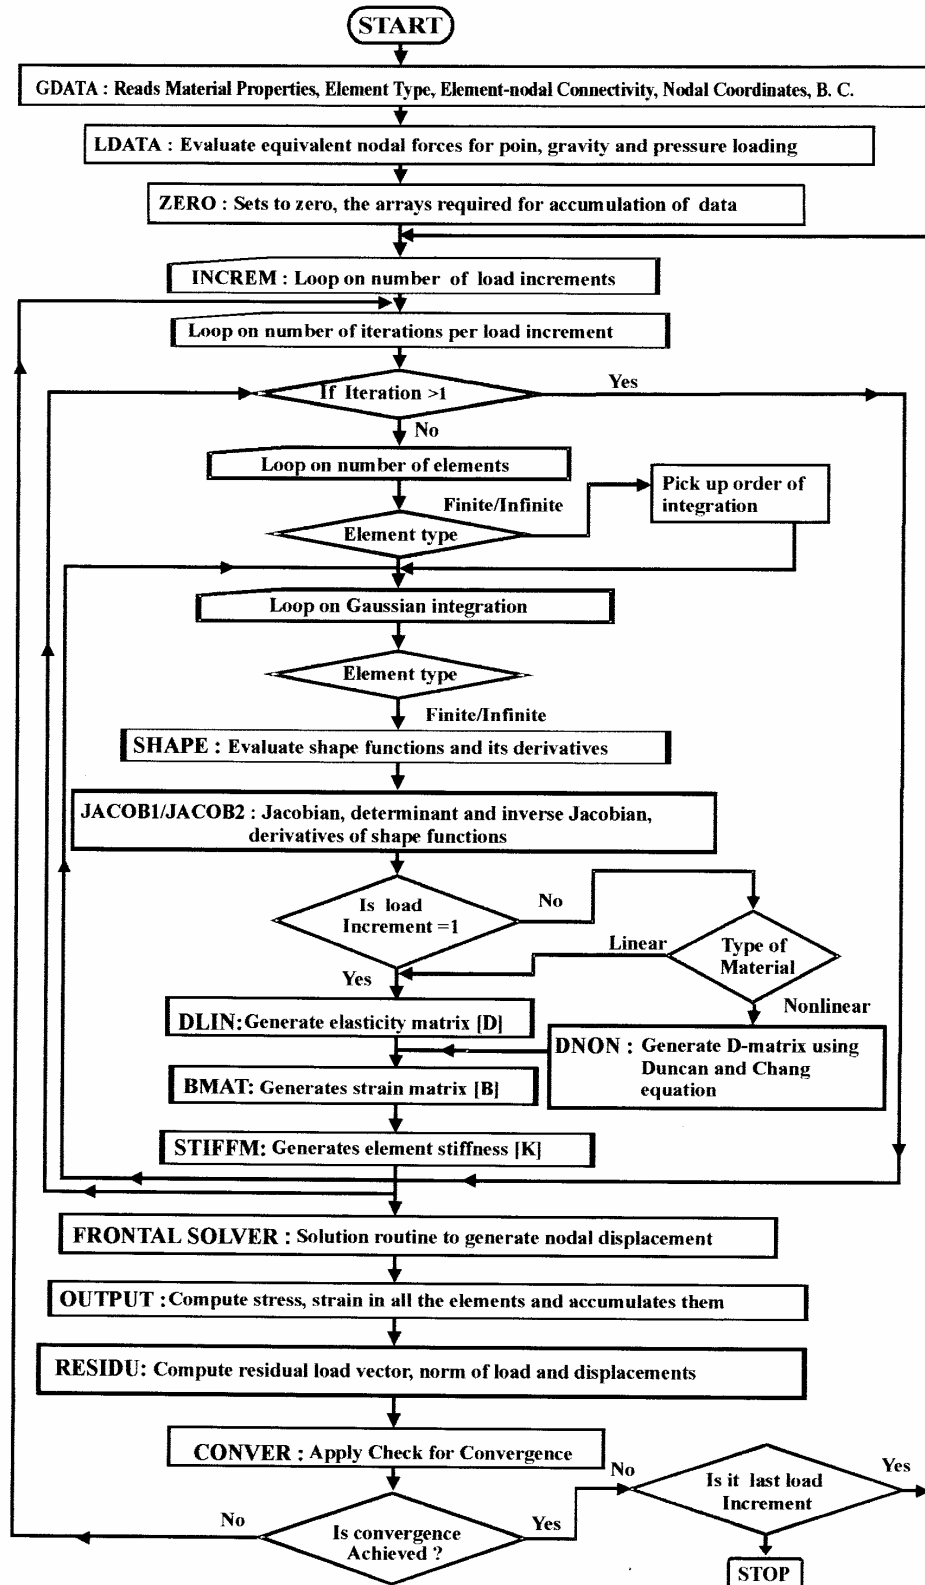 START
GDATA : Reads Material Properties, Element Type, Element-nodal Connectivity, Nodal Coordinates, B. C.
LDATA : Evaluate equivalent nodal forces for poin, gravity and pressure loading
ZERO : Sets to zero, the arrays required for accumulation of data
INCREM : Loop on number of load increments
Loop on number of iterations per load increment
If Iteration >1
Yes
No
Loop on number of elements
Finite/Infinite
Pick up order of
integration
Element type
Loop on Gaussian integration
Element type
Finite/Infinite
SHAPE : Evaluate shape functions and its derivatives
JACOB1/JACOB2 : Jacobian, determinant and inverse Jacobian,
derivatives of shape functions
Is load
Increment =1
No
Linear
Type of
Material
Yes
Nonlinear
DLIN: Generate elasticity matrix [D]
DNON : Generate D-matrix using
Duncan and Chang
equation
BMAT: Generates strain matrix [B]
STIFFM: Generates element stiffness [K]
FRONTAL SOLVER : Solution routine to generate nodal displacement
OUTPUT : Compute stress, strain in all the elements and accumulates them
RESIDU: Compute residual load vector, norm of load and displacements
CONVER : Apply Check for Convergence
No
Is it last load
Increment
Yes
No
Is convergence
Achieved ?
Yes
STOP